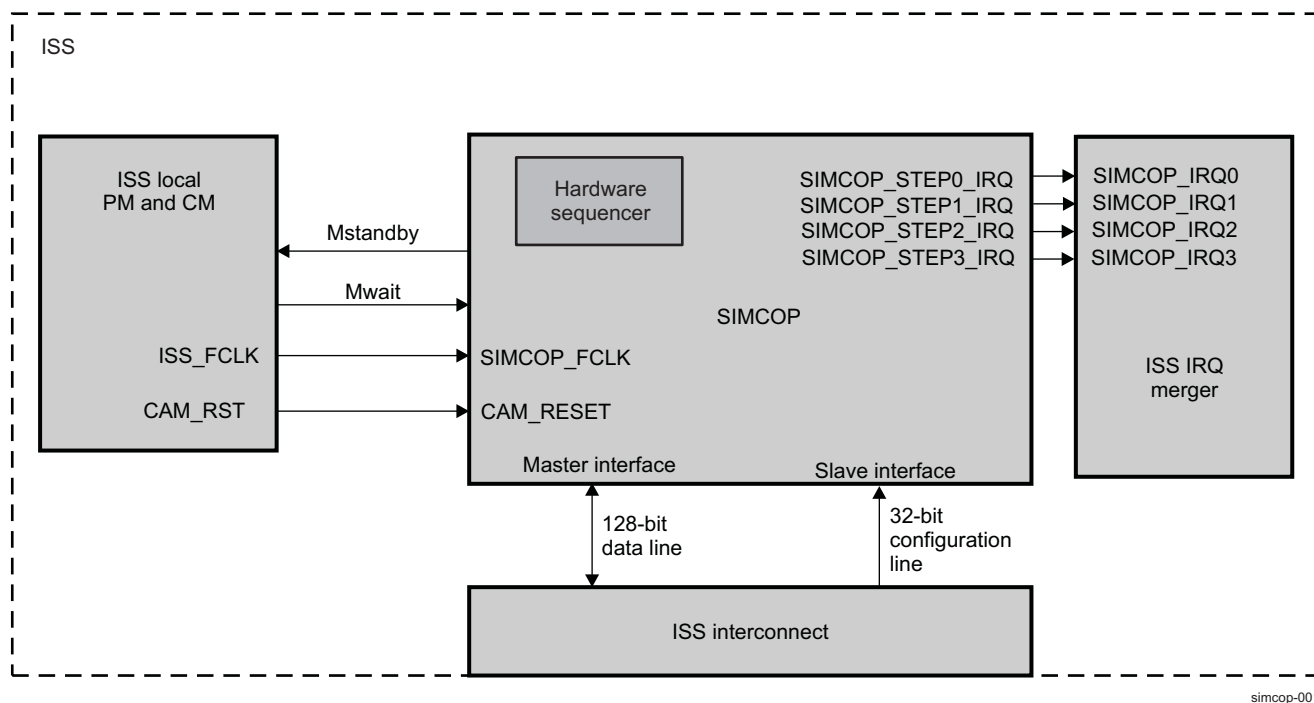 ISS
ISS local
PM and CM
Mstandby
Mwait
ISS_FCLK
CAM_RST
Hardware
sequencer
SIMCOP_STEP0_IRQ
SIMCOP_STEP1_IRQ
SIMCOP_STEP2_IRQ
SIMCOP_STEP3_IRQ
SIMCOP
SIMCOP_FCLK
CAM_RESET
Master interface
Slave interface
SIMCOP_IRQ0
SIMCOP_IRQ1
SIMCOP_IRQ2
SIMCOP_IRQ3
ISS IRQ
merger
128-bit
data line
32-bit
configuration
line
ISS interconnect
simcop-00